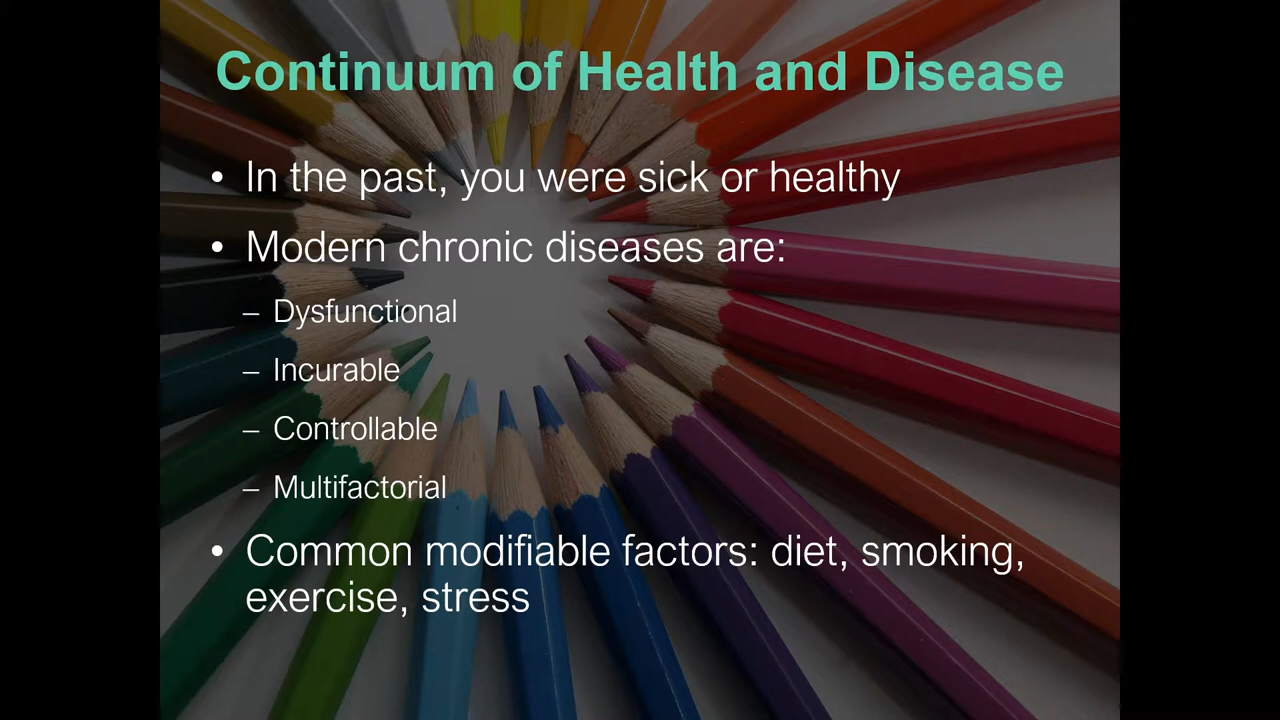 Continuum of Health and Disease
• In the past, you were sick or healthy
• Modern chronic diseases are:
– Dysfunctional
– Incurable
– Controllable
– Multifactorial
• Common modifiable factors: diet, smoking,
exercise, stress